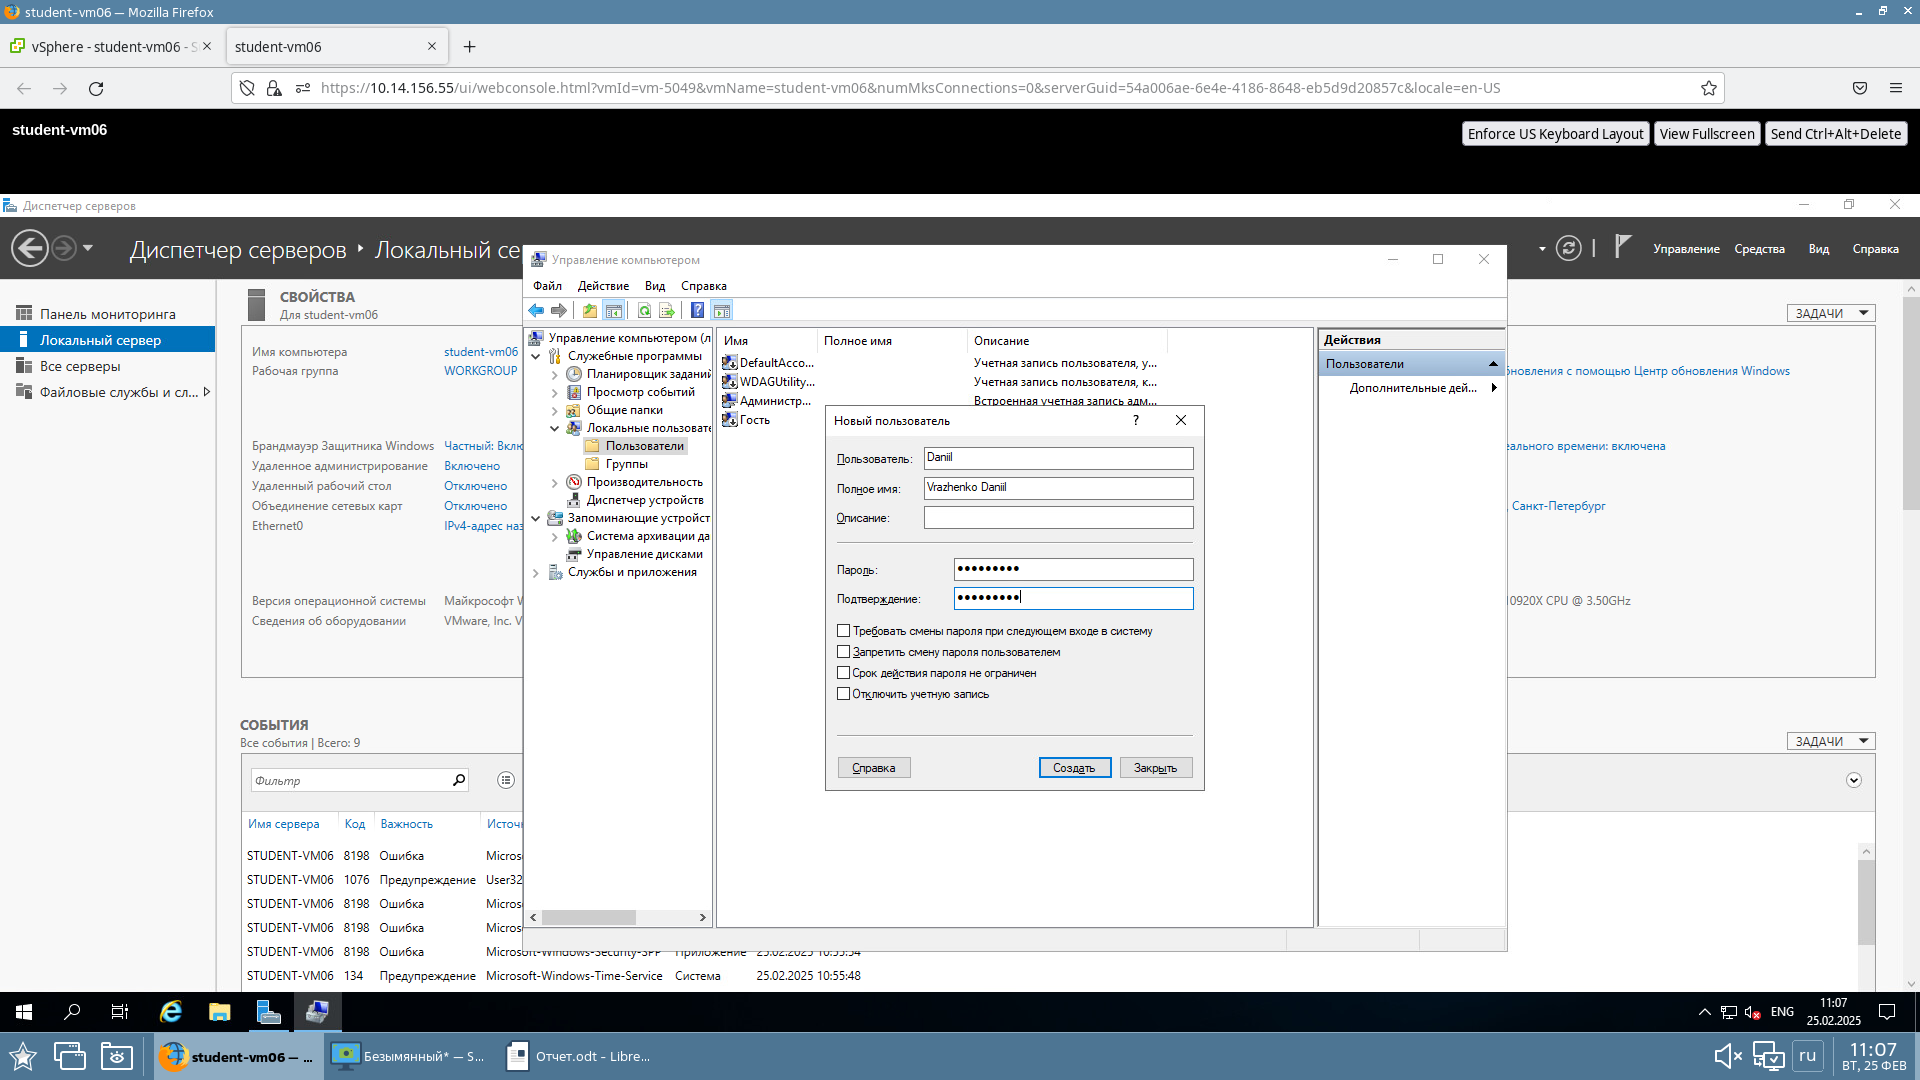 student-vm06 — Mozilla Firefox
vSphere - student-vm06 - S
student-vm06
https://10.14.156.55/ui/webconsole.html?vmId=vm-5049&vmName=student-vm06&numMksConnections=0&serverGuid=54a006ae-6e4e-4186-8648-eb5d9d20857c&locale=en-US
student-vm06
Enforce US Keyboard Layout
View Fullscreen
Send Ctrl+Alt+Delete
Диспетчер серверов
Диспетчер серверов
Локальный се
Управление
Средства
Вид
Справка
Панель мониторинга
Локальный сервер
Все серверы
Файловые службы и сл...
СВОЙСТВА
Для student-vm06
ЗАДАЧИ
Имя компьютера
student-vm06
Рабочая группа
WORKGROUP
бновления с помощью Центр обновления Windows
Брандмауэр Защитника Windows
Частный: Вклю
еального времени: включена
Удаленное администрирование
Включено
Удаленный рабочий стол
Отключено
Объединение сетевых карт
Отключено
, Санкт-Петербург
Ethernet0
IPv4-адрес наз
Версия операционной системы
Майкрософт W
10920X CPU @ 3.50GHz
Сведения об оборудовании
VMware, Inc. V
Управление компьютером
Файл
Действие
Вид
Справка
Управление компьютером (л
Служебные программы
Планировщик заданий
Просмотр событий
Общие папки
Локальные пользовате
Пользователи
Группы
Производительность
Диспетчер устройств
Запоминающие устройст
Система архивации да
Управление дисками
Службы и приложения
Имя
Полное имя
Описание
DefaultAcco...
Учетная запись пользователя, у...
WDAGUtility...
Учетная запись пользователя, к...
Администр...
Встроенная учетная запись адм...
Гость
Действия
Пользователи
Дополнительные дей...
Новый пользователь
?
Пользователь:
Daniil
Полное имя:
Vrazhenko Daniil
Описание:
Пароль:
Подтверждение:
Требовать смены пароля при следующем входе в систему
Запретить смену пароля пользователем
Срок действия пароля не ограничен
Отключить учетную запись
Справка
Создать
Закрыть
СОБЫТИЯ
Все события | Всего: 9
ЗАДАЧИ
Фильтр
Имя сервера
Код
Важность
Источн
STUDENT-VM06 8198 Ошибка Micros
STUDENT-VM06 1076 Предупреждение User32
STUDENT-VM06 8198 Ошибка Micros
STUDENT-VM06 8198 Ошибка Micros
STUDENT-VM06 8198 Ошибка Microsoft-Windows-Security-SPP Приложение 25.02.2025 10:55:54
STUDENT-VM06 134 Предупреждение Microsoft-Windows-Time-Service Система 25.02.2025 10:55:48
ENG
11:07
25.02.2025
student-vm06 — ...
Безымянный* — S...
Отчет.odt - Libre...
ru
11:07
ВТ, 25 ФЕВ